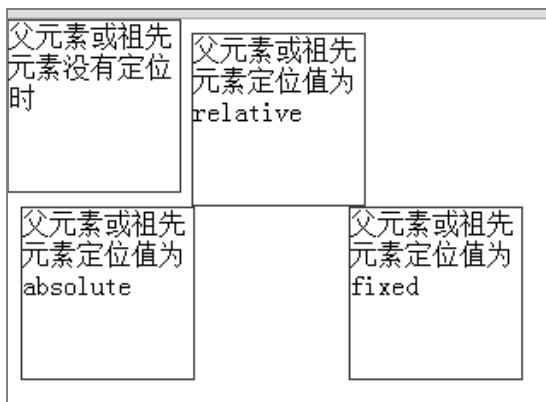 父元素或祖先
元素没有定位
时
父元素或祖先
元素定位值为
relative
父元素或祖先
元素定位值为
absolute
父元素或祖先
元素定位值为
fixed